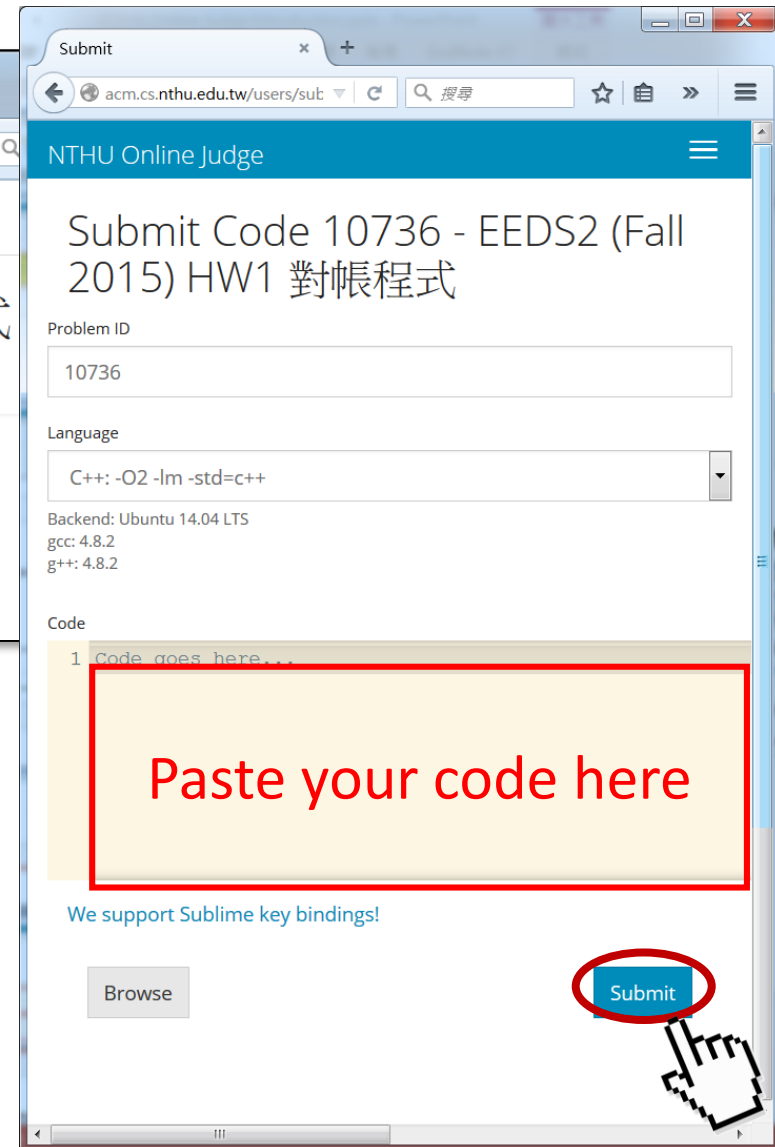 Submit
acm.cs.nthu.edu.tw/users/sub
搜尋
NTHU Online Judge
Submit Code 10736 - EEDS2 (Fall
2015) HW1 對帳程式
Problem ID
10736
Language
C++: -O2 -lm -std=c++
Backend: Ubuntu 14.04 LTS
gcc: 4.8.2
g++: 4.8.2
Code
1 Code goes here...
Paste your code here
We support Sublime key bindings!
Browse
Submit